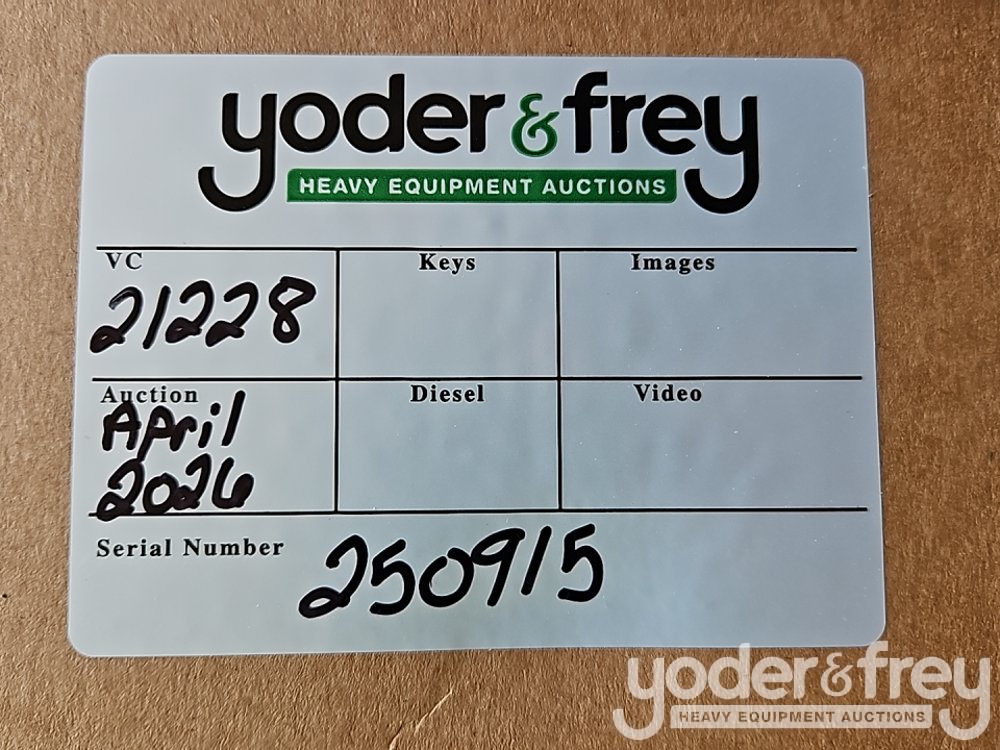 yoder & frey
HEAVY EQUIPMENT AUCTIONS
VC Keys Images
21228
Auction Diesel Video
April
2026
Serial Number 250915
yoder & frey
HEAVY EQUIPMENT AUCTIONS